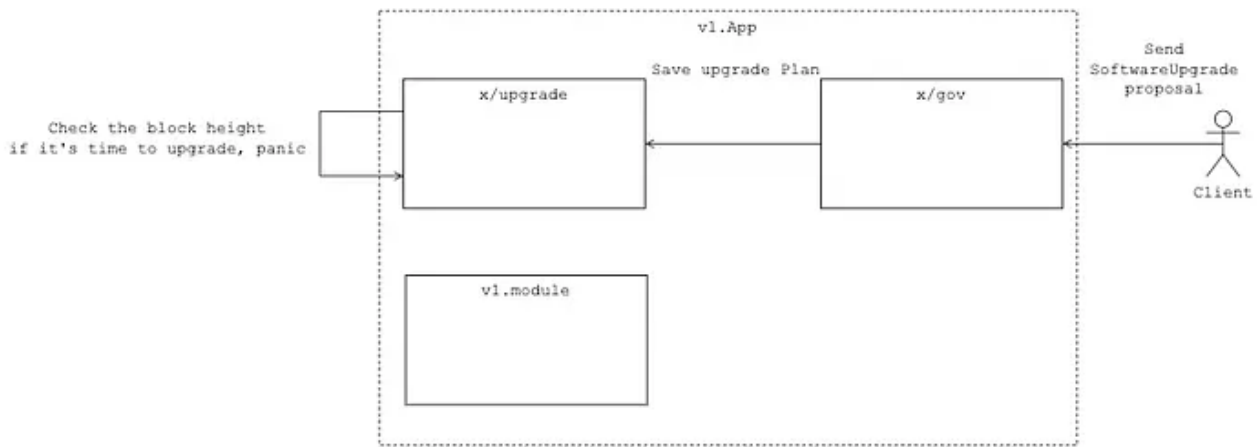 v1.App
Send
SoftwareUpgrade
proposal
Save upgrade Plan
x/upgrade
x/gov
Check the block height
if it's time to upgrade, panic
Client
v1.module